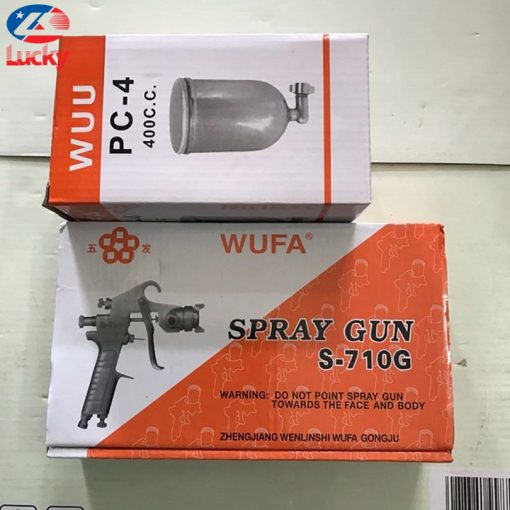 Lucky
WUU
PC-4
400C.C.
五 发
WUFA®
S-710
SPRAY GUN
S-710G
WARNING: DO NOT POINT SPRAY GUN
TOWARDS THE FACE AND BODY
ZHENGJIANG WENLINSHI WUFA GONGJU